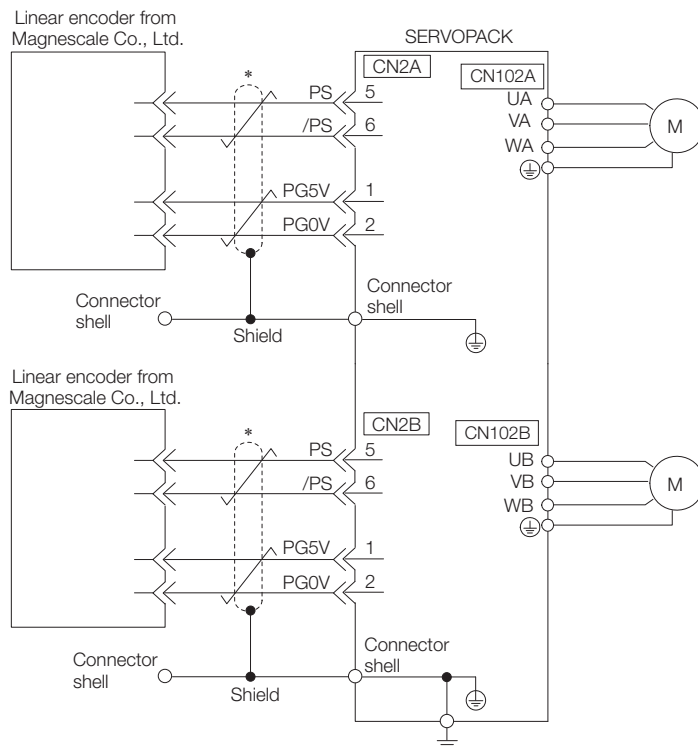 Linear encoder from
Magnescale Co., Ltd.
SERVOPACK
CN2A
CN102A
*
PS
5
/PS
6
PG5V
1
PG0V
2
UA
VA
WA
M
Connector
shell
Connector
shell
Shield
Linear encoder from
Magnescale Co., Ltd.
CN2B
CN102B
*
PS
5
/PS
6
PG5V
1
PG0V
2
UB
VB
WB
M
Connector
shell
Connector
shell
Shield